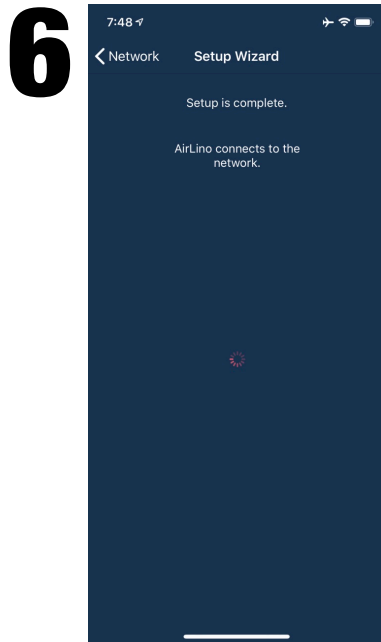 6
7:48
Network Setup Wizard
Setup is complete.
AirLino connects to the
network.